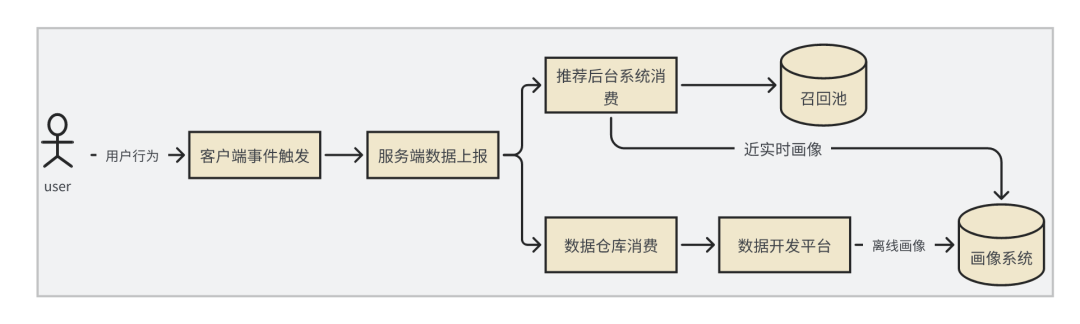 user
用户行为
客户端事件触发
服务端数据上报
推荐后台系统消
费
召回池
近实时画像
数据仓库消费
数据开发平台
离线画像
画像系统